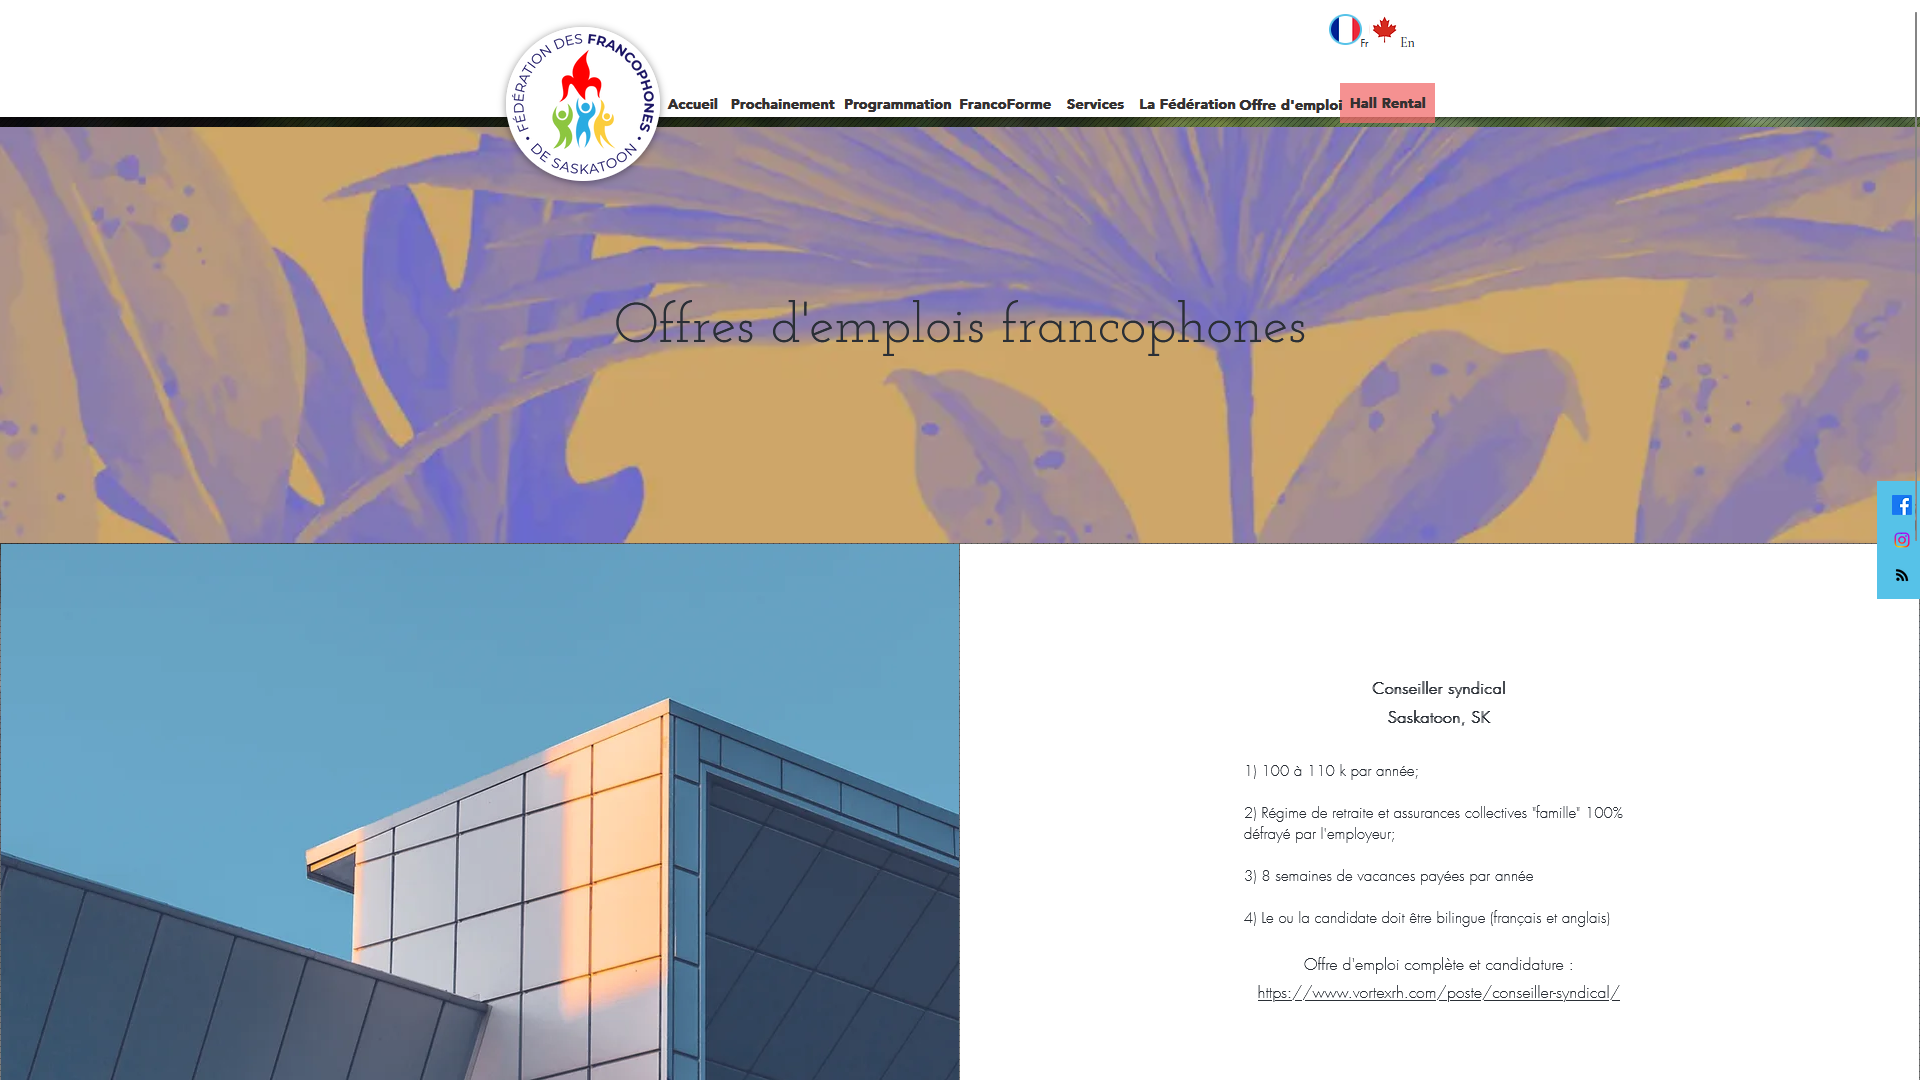 FÉDÉRATION DES FRANCOPHONES
• DE SASKATOON •
Fr
En
Accueil
Prochainement
Programmation
FrancoForme
Services
La Fédération
Offre d'emploi
Hall Rental
Offres d'emplois francophones
Conseiller syndical
Saskatoon, SK
1) 100 à 110 k par année;
2) Régime de retraite et assurances collectives "famille" 100%
défrayé par l'employeur;
3) 8 semaines de vacances payées par année
4) Le ou la candidate doit être bilingue (français et anglais)
Offre d'emploi complète et candidature :
https://www.vortexrh.com/poste/conseiller-syndical/